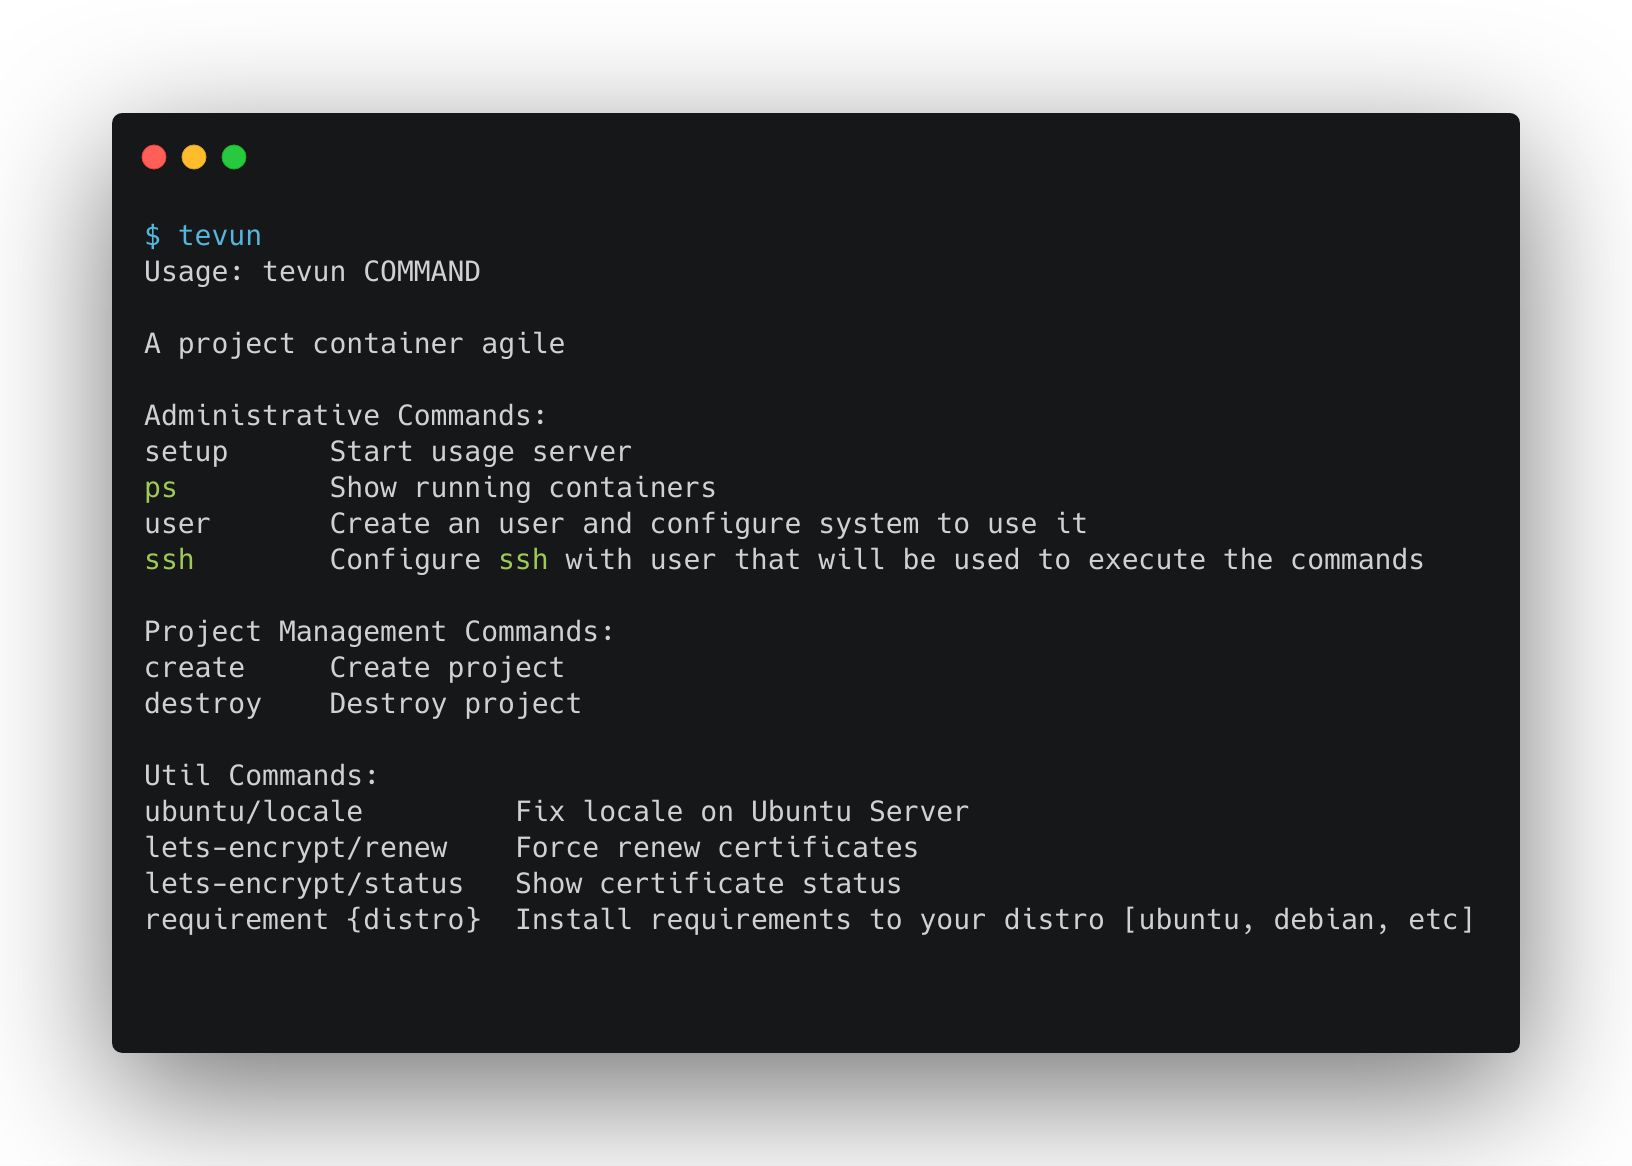 $ tevun
Usage: tevun COMMAND
A project container agile
Administrative Commands:
setup      Start usage server
ps         Show running containers
user       Create an user and configure system to use it
ssh        Configure ssh with user that will be used to execute the commands
Project Management Commands:
create     Create project
destroy    Destroy project
Util Commands:
ubuntu/locale         Fix locale on Ubuntu Server
lets-encrypt/renew    Force renew certificates
lets-encrypt/status   Show certificate status
requirement {distro}  Install requirements to your distro [ubuntu, debian, etc]